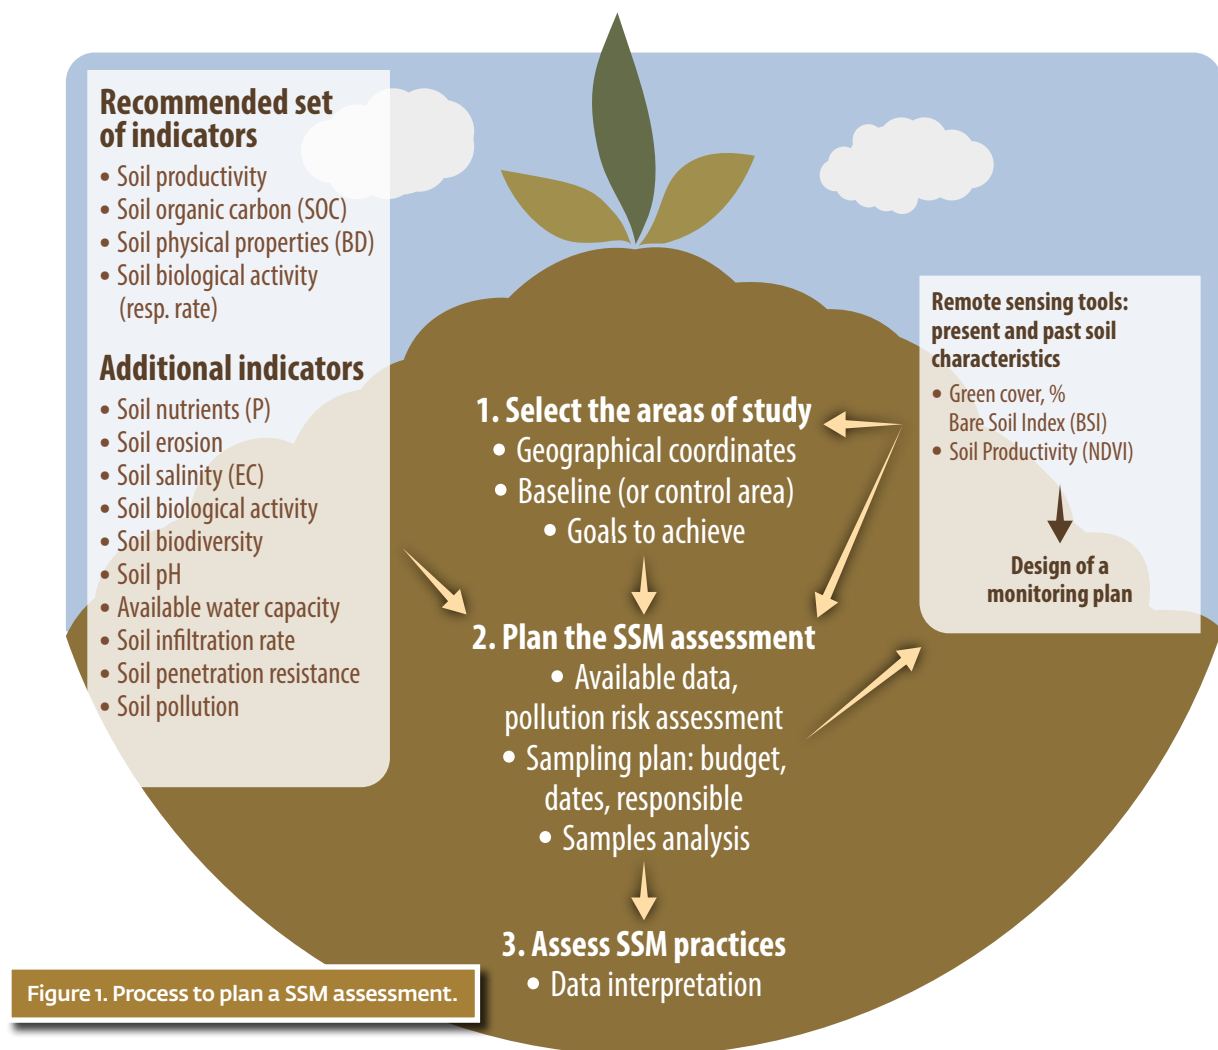 Recommended set
of indicators
• Soil productivity
• Soil organic carbon (SOC)
• Soil physical properties (BD)
• Soil biological activity
(resp. rate)
Additional indicators
• Soil nutrients (P)
• Soil erosion
• Soil salinity (EC)
• Soil biological activity
• Soil biodiversity
• Soil pH
• Available water capacity
• Soil infiltration rate
• Soil penetration resistance
• Soil pollution
1. Select the areas of study
• Geographical coordinates
• Baseline (or control area)
• Goals to achieve
2. Plan the SSM assessment
• Available data,
pollution risk assessment
• Sampling plan: budget,
dates, responsible
• Samples analysis
3. Assess SSM practices
• Data interpretation
Remote sensing tools:
present and past soil
characteristics
• Green cover, %
Bare Soil Index (BSI)
• Soil Productivity (NDVI)
Design of a
monitoring plan
Figure 1. Process to plan a SSM assessment.